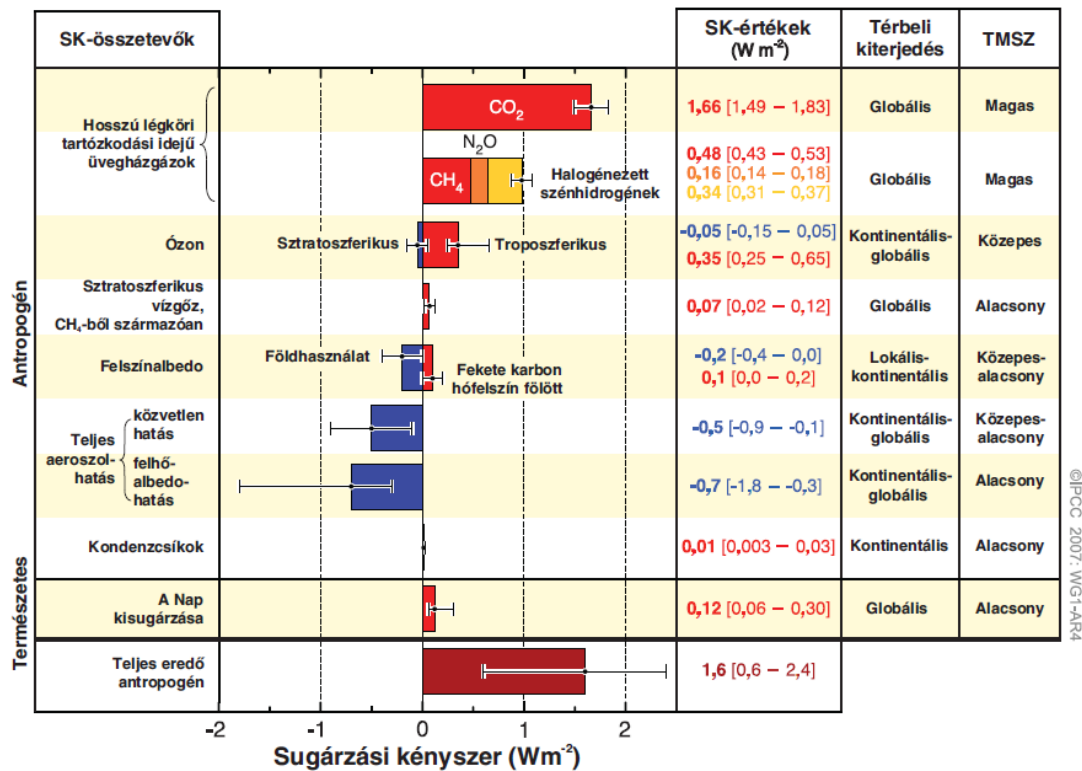 SK-összetevők
SK-értékek
(W m-2)
Térbeli
kiterjedés
TMSZ
Antropogén
Hosszú légköri
tartózkodási idejű
üvegházgázok
CO2
1,66 [1,49 – 1,83]
Globális
Magas
N2O
CH4
Halogénezett
szénhidrogének
0,48 [0,43 – 0,53]
0,16 [0,14 – 0,18]
0,34 [0,31 – 0,37]
Globális
Magas
Ózon
Sztratoszferikus
Troposzferikus
-0,05 [-0,15 – 0,05]
0,35 [0,25 – 0,65]
Kontinentális-
globális
Közepes
Sztratoszferikus
vízgőz,
CH4-ből származóan
0,07 [0,02 – 0,12]
Globális
Alacsony
Felszínalbedo
Földhasználat
Fekete karbon
hófelszín fölött
-0,2 [-0,4 – 0,0]
0,1 [0,0 – 0,2]
Lokális-
kontinentális
Közepes-
alacsony
Teljes
aeroszol-
hatás
közvetlen
hatás
-0,5 [-0,9 – -0,1]
Kontinentális-
globális
Közepes-
alacsony
felhő-
albedo-
hatás
-0,7 [-1,8 – -0,3]
Kontinentális-
globális
Alacsony
Kondenzcsíkok
0,01 [0,003 – 0,03]
Kontinentális
Alacsony
Természetes
A Nap
kisugárzása
0,12 [0,06 – 0,30]
Globális
Alacsony
Teljes eredő
antropogén
1,6 [0,6 – 2,4]
-2 -1 0 1 2
Sugárzási kényszer (Wm-2)
©IPCC 2007: WG1-AR4